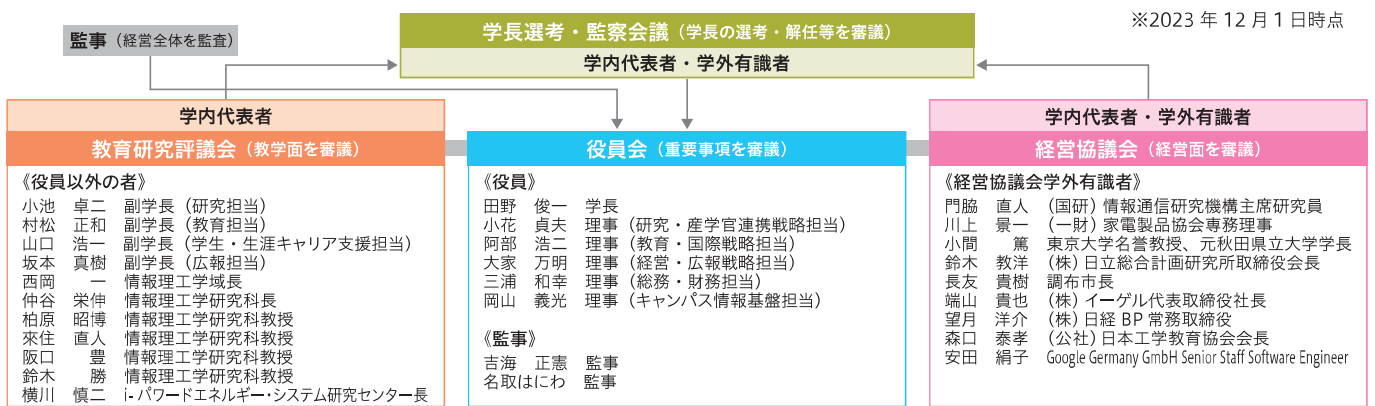 ※2023 年 12 月 1 日時点
監事（経営全体を監査）
学長選考・監察会議（学長の選考・解任等を審議）
学内代表者・学外有識者
学内代表者
教育研究評議会（教学面を審議）
《役員以外の者》
小池　卓二　副学長（研究担当）
村松　正和　副学長（教育担当）
山口　浩一　副学長（学生・生涯キャリア支援担当）
坂本　真樹　副学長（広報担当）
西岡　　一　情報理工学域長
仲谷　栄伸　情報理工学研究科長
柏原　昭博　情報理工学研究科教授
來住　直人　情報理工学研究科教授
阪口　　豊　情報理工学研究科教授
鈴木　　勝　情報理工学研究科教授
横川　慎二　i- パワードエネルギー・システム研究センター長
役員会（重要事項を審議）
《役員》
田野　俊一　学長
小花　貞夫　理事（研究・産学官連携戦略担当）
阿部　浩二　理事（教育・国際戦略担当）
大家　万明　理事（経営・広報戦略担当）
三浦　和幸　理事（総務・財務担当）
岡山　義光　理事（キャンパス情報基盤担当）
《監事》
吉海　正憲　監事
名取はにわ　監事
学内代表者・学外有識者
経営協議会（経営面を審議）
《経営協議会学外有識者》
門脇　直人　（国研）情報通信研究機構主席研究員
川上　景一　（一財）家電製品協会専務理事
小間　　篤　東京大学名誉教授、元秋田県立大学学長
鈴木　教洋　（株）日立総合計画研究所取締役会長
長友　貴樹　調布市長
端山　貴也　（株）イーゲル代表取締役社長
望月　洋介　（株）日経 BP 常務取締役
森口　泰孝　（公社）日本工学教育協会会長
安田　絹子　Google Germany GmbH Senior Staff Software Engineer